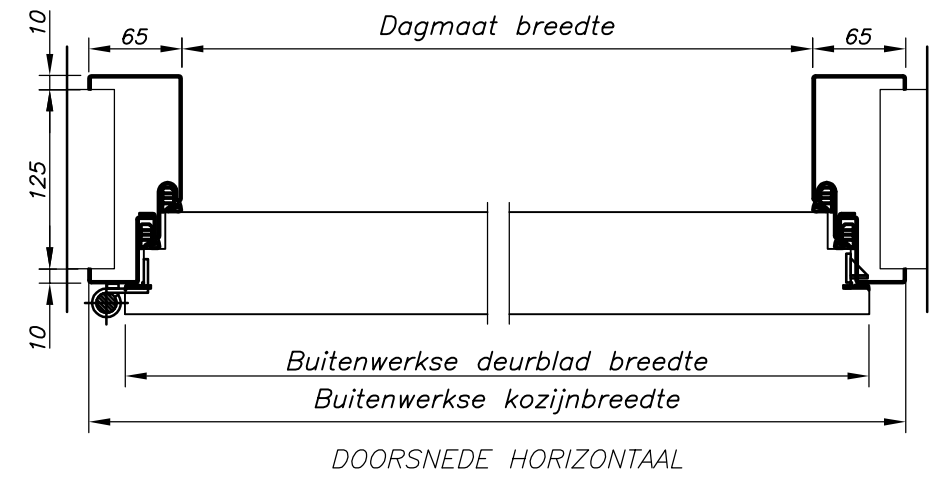 10
65
Dagmaat breedte
65
125
10
Buitenwerkse deurblad breedte
Buitenwerkse kozijnbreedte
DOORSNEDE HORIZONTAAL